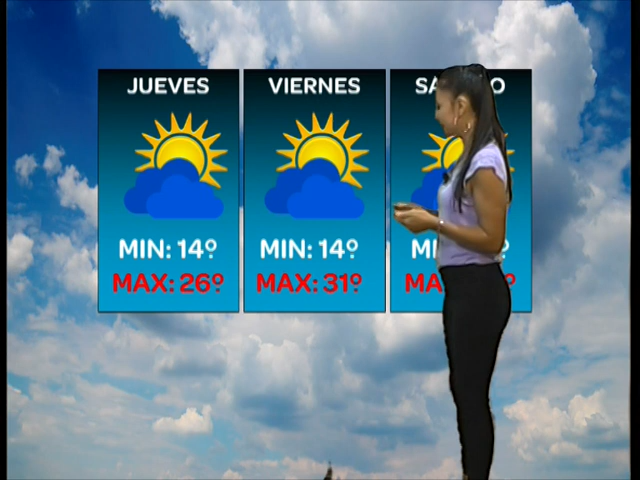 JUEVES
MIN: 14º
MAX: 26º
VIERNES
MIN: 14º
MAX: 31º